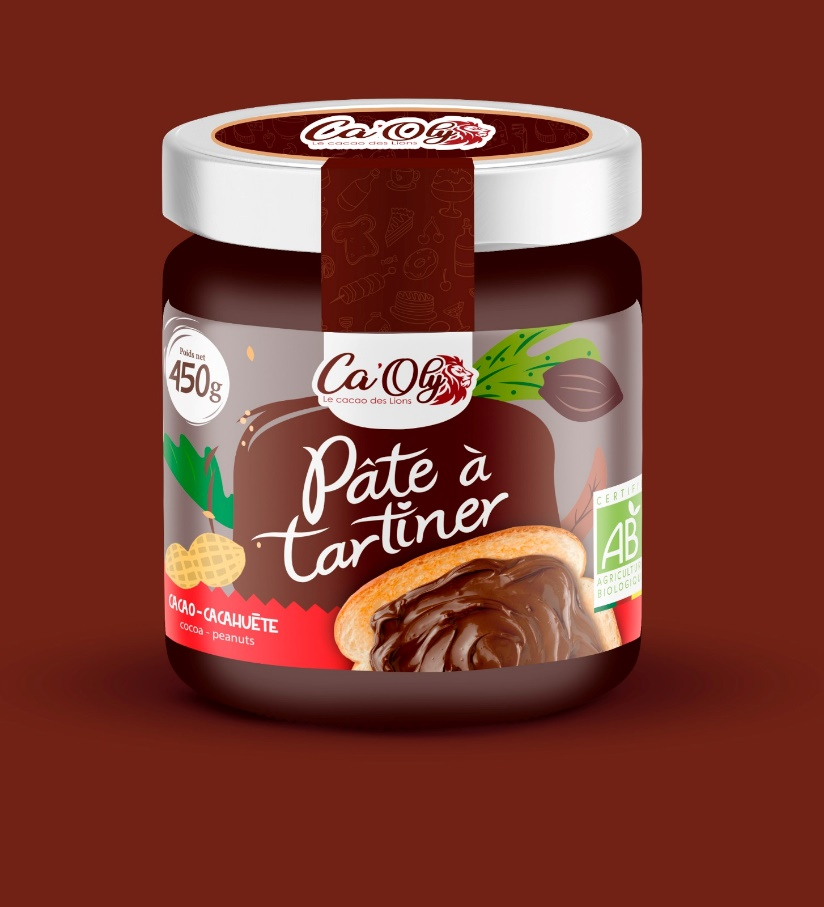 Ca'Oly
Le cacao des Lions
Ca'Oly
Le cacao des Lions
Poids net
450g
Pâte à
tartiner
CERTIFI
AB
AGRICULTUR
BIOLOGIQUE
CACAO-CACAHUÈTE
cocoa - peanuts